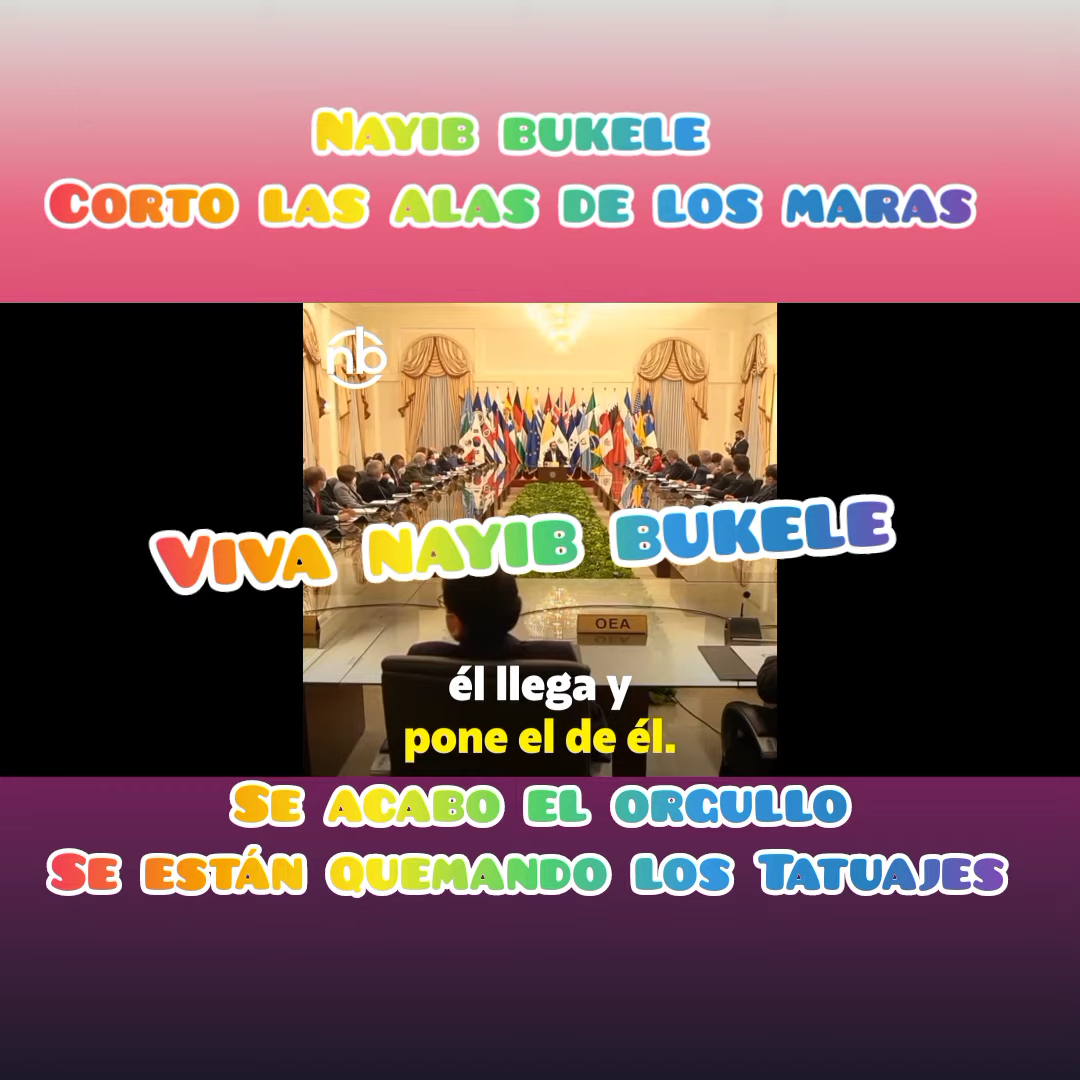 NAYIB BUKELE
CORTO LAS ALAS DE LOS MARAS
nb
VIVA NAYIB BUKELE
OEA
él llega y
pone el de él.
SE ACABO EL ORGULLO
SE ESTÁN QUEMANDO LOS TATUAJES